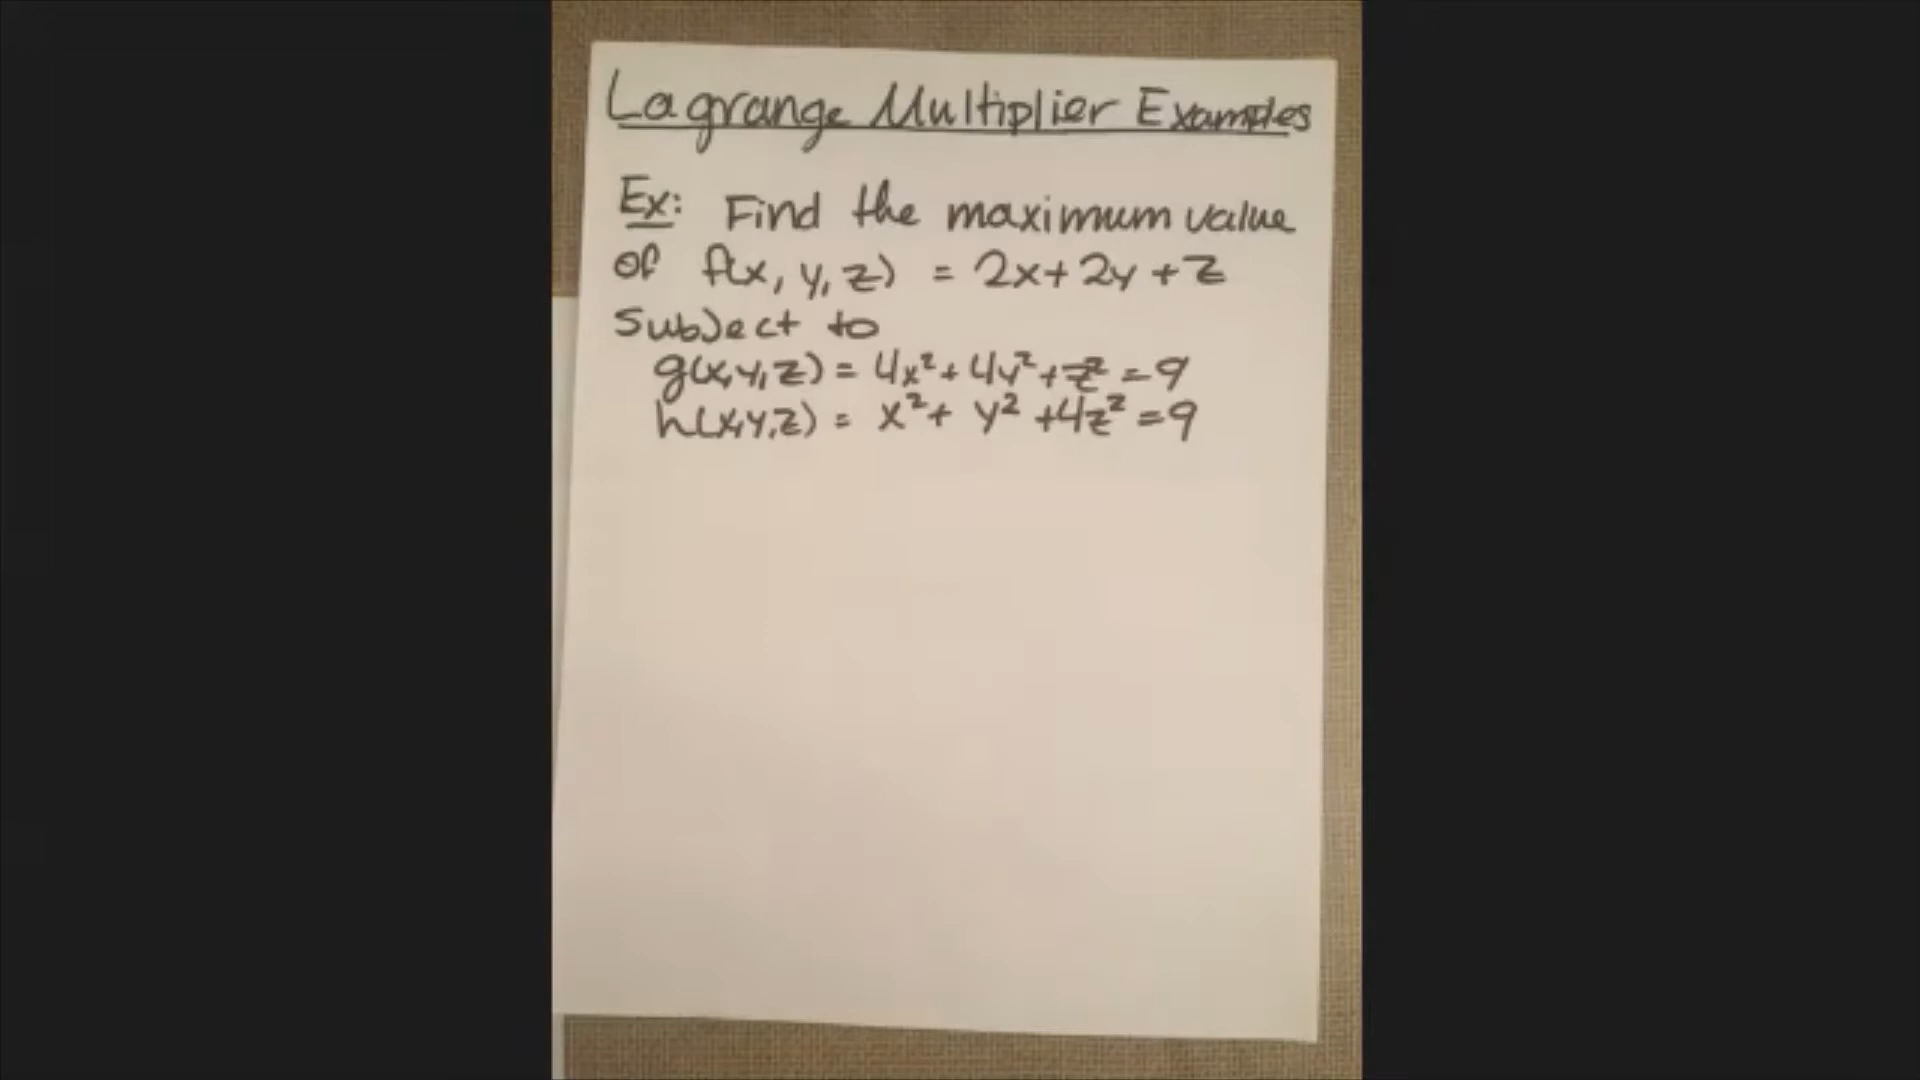 Lagrange Multiplier Examples
Ex: Find the maximum value
of f(x, y, z) = 2x + 2y + z
Subject to
g(x,y,z) = 4x² + 4y² + z² = 9
h(x,y,z) = x² + y² + 4z² = 9